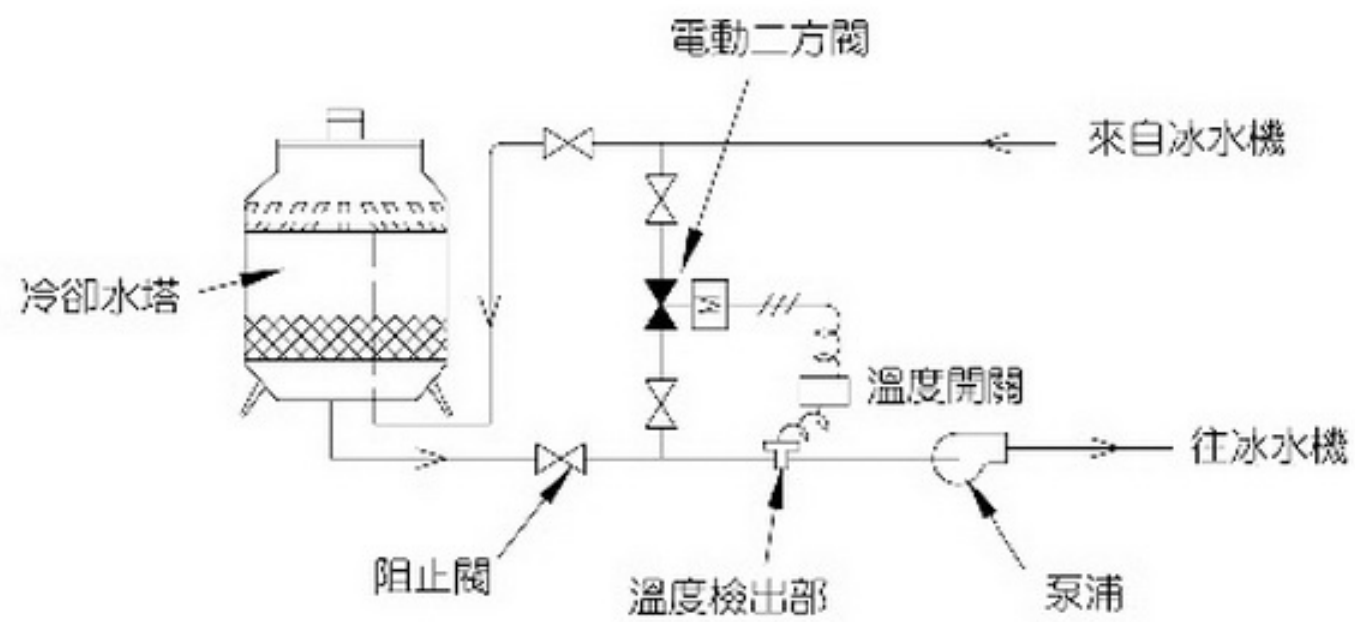 電動二方閥
來自冰水機
冷卻水塔
溫度開關
往冰水機
阻止閥
溫度檢出部
泵浦